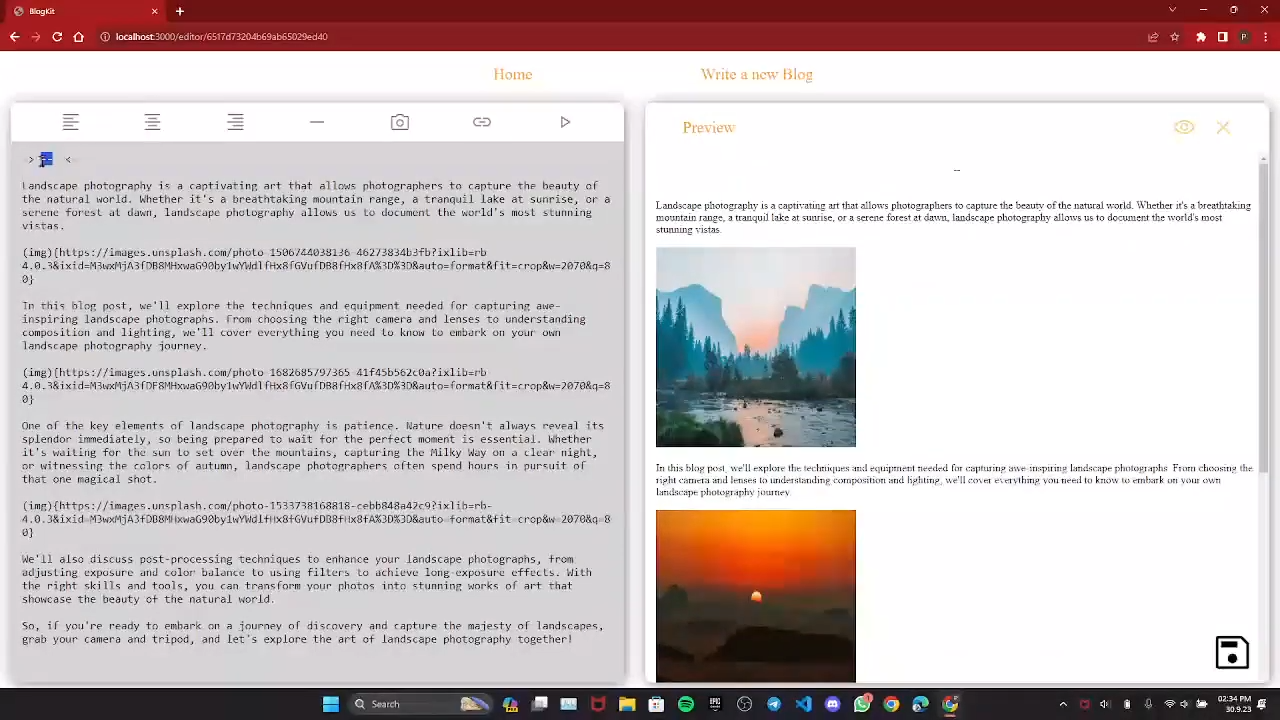 BlogKit
localhost:3000/editor/6517d73204b69ab65029ed40
Home
Write a new Blog
Landscape photography is a captivating art that allows photographers to capture the beauty of
the natural world. Whether it's a breathtaking mountain range, a tranquil lake at sunrise, or a
serene forest at dawn, landscape photography allows us to document the world's most stunning
vistas.
(img){https://images.unsplash.com/photo-1506744038136-46273834b3fb?ixlib=rb-
4.0.3&ixid=M3wxMjA3fDB8MHxwaG90by1wYWdlfHx8fGVufDB8fHx8fA%3D%3D&auto=format&fit=crop&w=2070&q=8
0}
In this blog post, we'll explore the techniques and equipment needed for capturing awe-
inspiring landscape photographs. From choosing the right camera and lenses to understanding
composition and lighting, we'll cover everything you need to know to embark on your own
landscape photography journey.
(img){https://images.unsplash.com/photo-1682685797365-41f45b562c0a?ixlib=rb-
4.0.3&ixid=M3wxMjA3fDF8MHxwaG90by1wYWdlfHx8fGVufDB8fHx8fA%3D%3D&auto=format&fit=crop&w=2070&q=8
0}
One of the key elements of landscape photography is patience. Nature doesn't always reveal its
splendor immediately, so being prepared to wait for the perfect moment is essential. Whether
it's waiting for the sun to set over the mountains, capturing the Milky Way on a clear night,
or witnessing the colors of autumn, landscape photographers often spend hours in pursuit of
that one magical shot.
(img){https://images.unsplash.com/photo-1533738168818-cebb848a42c9?ixlib=rb-
4.0.3&ixid=M3wxMjA3fDB8MHxwaG90by1wYWdlfHx8fGVufDB8fHx8fA%3D%3D&auto=format&fit=crop&w=2070&q=8
0}
We'll also discuss post-processing techniques to enhance your landscape photographs, from
adjusting exposure and color balance to using filters to achieve long-exposure effects. With
the right skills and tools, you can transform your photos into stunning works of art that
showcase the beauty of the natural world.
So, if you're ready to embark on a journey of discovery and capture the majesty of landscapes,
grab your camera and tripod, and let's explore the art of landscape photography together!
Preview
--
Landscape photography is a captivating art that allows photographers to capture the beauty of the natural world. Whether it's a breathtaking
mountain range, a tranquil lake at sunrise, or a serene forest at dawn, landscape photography allows us to document the world's most
stunning vistas.
In this blog post, we'll explore the techniques and equipment needed for capturing awe-inspiring landscape photographs. From choosing the
right camera and lenses to understanding composition and lighting, we'll cover everything you need to know to embark on your own
landscape photography journey.
Search
02:34 PM
30.9.23